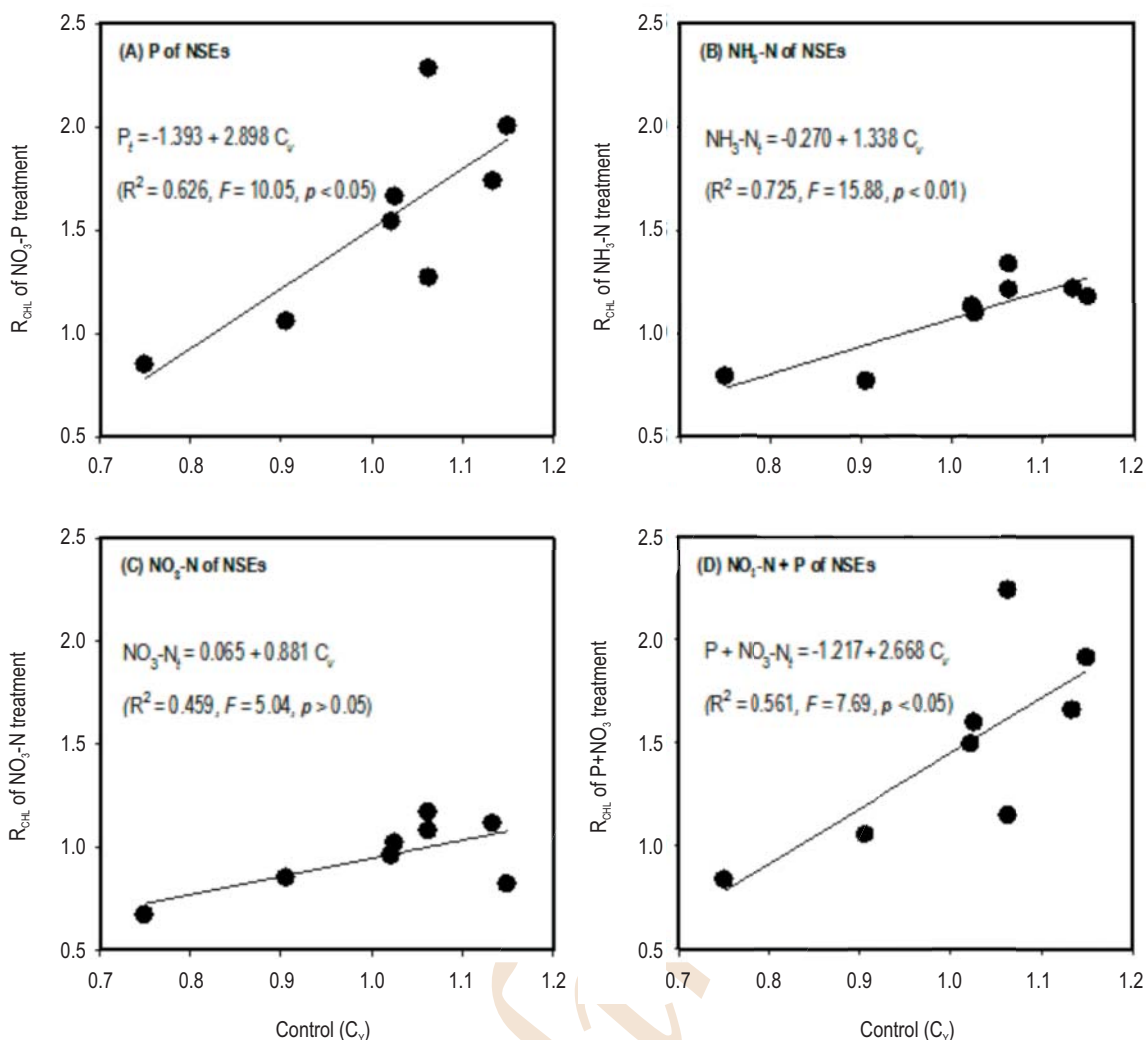 (A) P of NSEs
P_t = -1.393 + 2.898 C_v
(R² = 0.626, F = 10.05, p < 0.05)
R_CHL of NO₃-P treatment
2.5
2.0
1.5
1.0
0.5
0.7 0.8 0.9 1.0 1.1 1.2
(B) NH₃-N of NSEs
NH₃-N_t = -0.270 + 1.338 C_v
(R² = 0.725, F = 15.88, p < 0.01)
R_CHL of NH₃-N treatment
2.5
2.0
1.5
1.0
0.5
0.7 0.8 0.9 1.0 1.1 1.2
(C) NO₃-N of NSEs
NO₃-N_t = 0.065 + 0.881 C_v
(R² = 0.459, F = 5.04, p > 0.05)
R_CHL of NO₃-N treatment
2.5
2.0
1.5
1.0
0.5
0.7 0.8 0.9 1.0 1.1 1.2
Control (C_Y)
(D) NO₃-N + P of NSEs
P + NO₃-N_t = -1.217 + 2.668 C_v
(R² = 0.561, F = 7.69, p < 0.05)
R_CHL of P+NO₃ treatment
2.5
2.0
1.5
1.0
0.5
0.7 0.8 0.9 1.0 1.1 1.2
Control (C_Y)